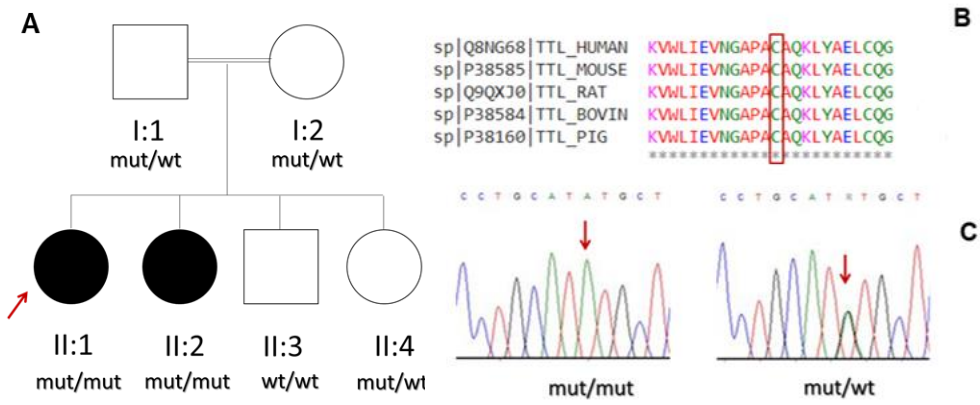 A
I:1
mut/wt
I:2
mut/wt
II:1
mut/mut
II:2
mut/mut
II:3
wt/wt
II:4
mut/wt
B
sp|Q8NG68|TTL_HUMAN KVWLIEVNGAPACAQKLYAELCQG
sp|P38585|TTL_MOUSE KVWLIEVNGAPACAQKLYAELCQG
sp|Q9QXJ0|TTL_RAT KVWLIEVNGAPACAQKLYAELCQG
sp|P38584|TTL_BOVIN KVWLIEVNGAPACAQKLYAELCQG
sp|P38160|TTL_PIG KVWLIEVNGAPACAQKLYAELCQG
************************
C
C C T G C A T A T G C T
mut/mut
C C T G C A T X T G C T
mut/wt